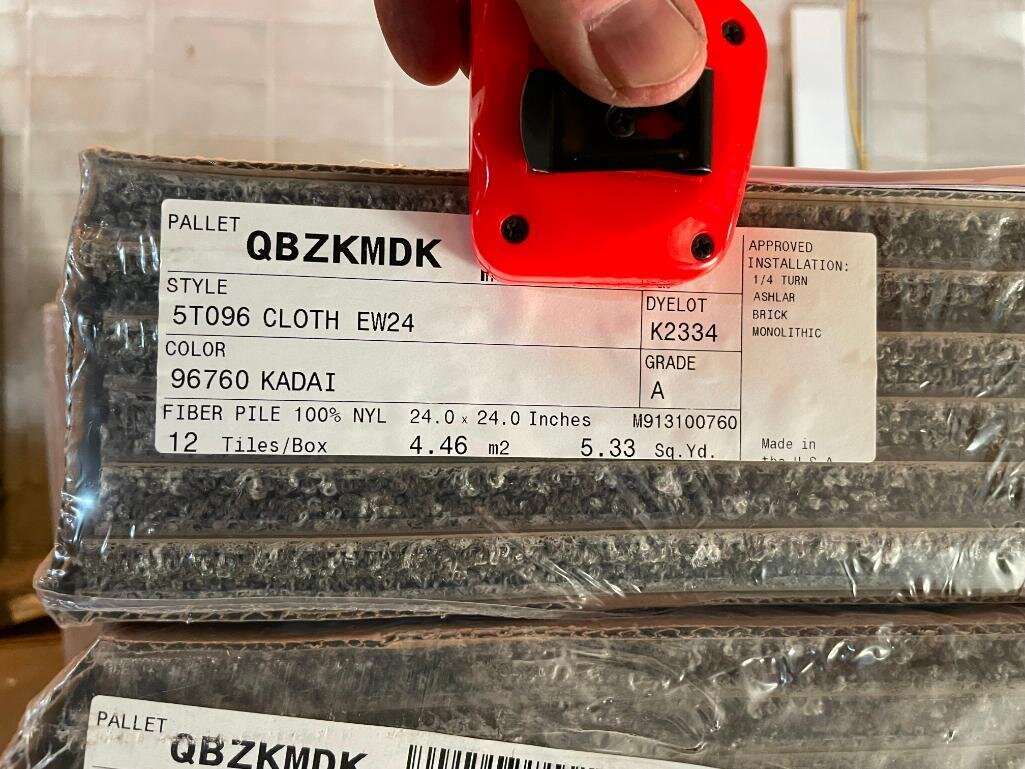 PALLET QBZKMDK
STYLE
5T096 CLOTH EW24
DYELOT
K2334
COLOR
96760 KADAI
GRADE
A
FIBER PILE 100% NYL 24.0 x 24.0 Inches M913100760
12 Tiles/Box 4.46 m2 5.33 Sq.Yd.
APPROVED
INSTALLATION:
1/4 TURN
ASHLAR
BRICK
MONOLITHIC
Made in
the U.S.A
PALLET QBZKMDK